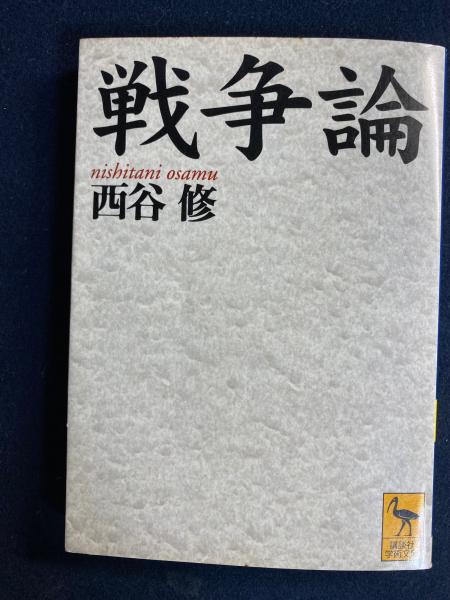 戦争論
nishitani osamu
西谷 修
講談社
学術文庫